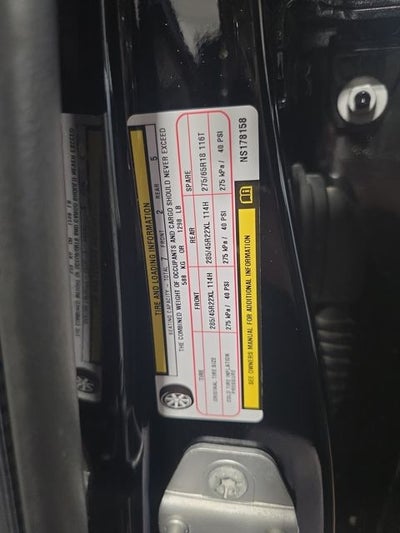 TIRE AND LOADING INFORMATION
SEATING CAPACITY - TOTAL 7 FRONT 2 REAR 5
THE COMBINED WEIGHT OF OCCUPANTS AND CARGO SHOULD NEVER EXCEED
588 KG OR 1298 LB
TIRE FRONT REAR SPARE
ORIGINAL TIRE SIZE 285/45R22XL 114H 285/45R22XL 114H 275/65R18 116T
COLD TIRE INFLATION PRESSURE 275 kPa / 40 PSI 275 kPa / 40 PSI 275 kPa / 40 PSI
SEE OWNERS MANUAL FOR ADDITIONAL INFORMATION
NS178158